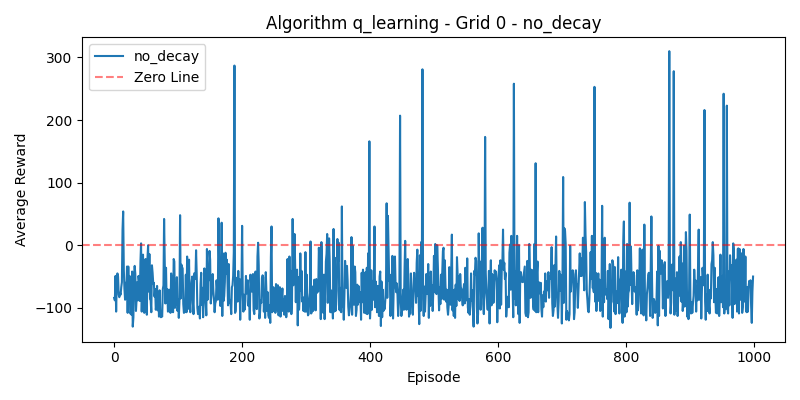 Algorithm q_learning - Grid 0 - no_decay
300
200
100
0
−100
Average Reward
no_decay
Zero Line
0
200
400
600
800
1000
Episode